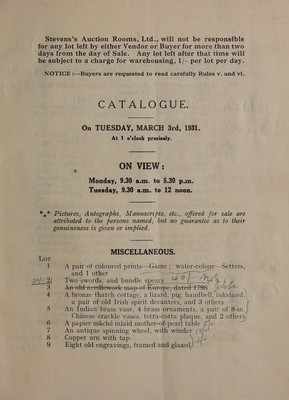 Stevens's Auction Rooms, Ltd., will not be responsible
for any lot left by either Vendor or Buyer for more than two
days from the day of Sale. Any lot left after that time will
be subject to a charge for warehousing, 1/- per lot per day.
NOTICE :—Buyers are requested to read carefully Rules v. and vi.
CATALOGUE.
On TUESDAY, MARCH 3rd, 1931.
At 1 o'clock precisely.
ON VIEW :
Monday, 9.30 a.m. to 5.30 p.m.
Tuesday, 9.30 a.m. to 12 noon.
*** Pictures, Autographs, Manuscripts, etc., offered for sale are
attributed to the persons named, but no guarantee as to their
genuineness is given or implied.
MISCELLANEOUS.
Lot
1 A pair of coloured prints—Game ; water-colour—Setters,
and 1 other
2 Two swords, and bundle spears
3 An old needlework map of Europe, dated 1798
4 A bronze thatch cottage, a lizard, pig, handbell, inkstand,
a pair of old Irish spirit decanters, and 3 others
5 An Indian brass vase, 4 brass ornaments, a pair of 8-in.
Chinese crackle vases, terra-cotta plaque, and 2 others
6 A papier mâché inlaid mother-of-pearl table
7 An antique spinning wheel, with winder
8 Copper urn with tap
9 Eight old engravings, framed and glazed